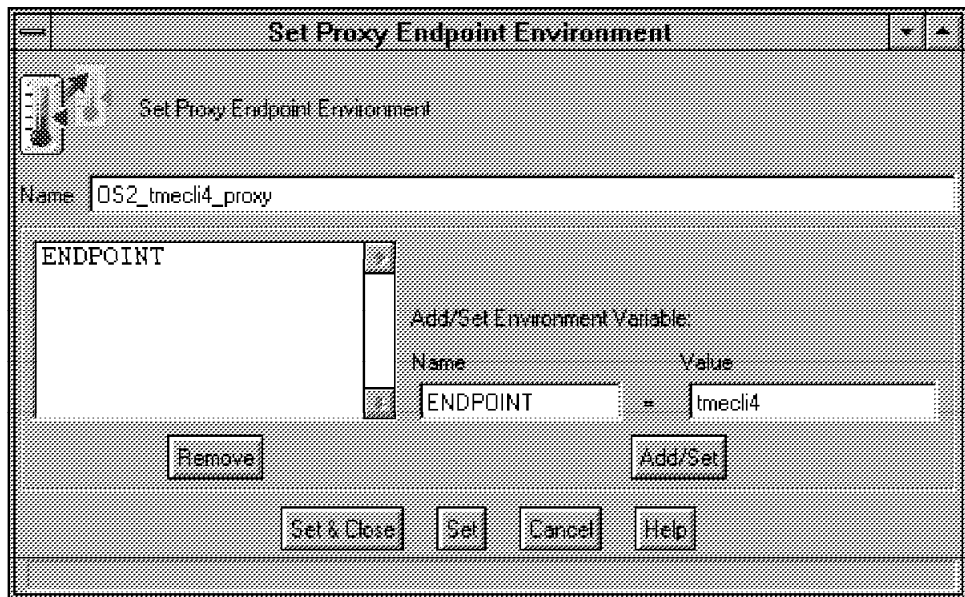 Set Proxy Endpoint Environment
Set Proxy Endpoint Environment
Name OS2_tmecli4_proxy
ENDPOINT
Add/Set Environment Variable:
Name Value
ENDPOINT = tmecli4
Remove Add/Set
Set & Close Set Cancel Help